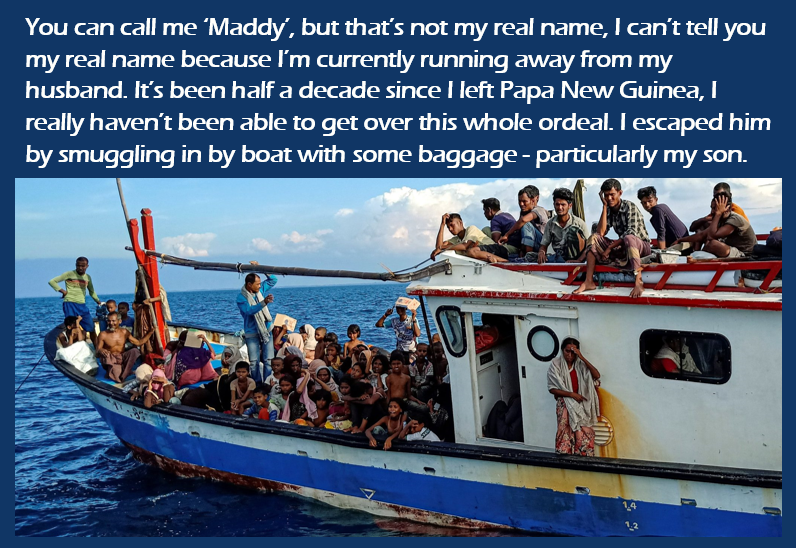 You can call me ‘Maddy’, but that’s not my real name, I can’t tell you
my real name because I’m currently running away from my
husband. It’s been half a decade since I left Papa New Guinea, I
really haven’t been able to get over this whole ordeal. I escaped him
by smuggling in by boat with some baggage - particularly my son.
1.4
1.2